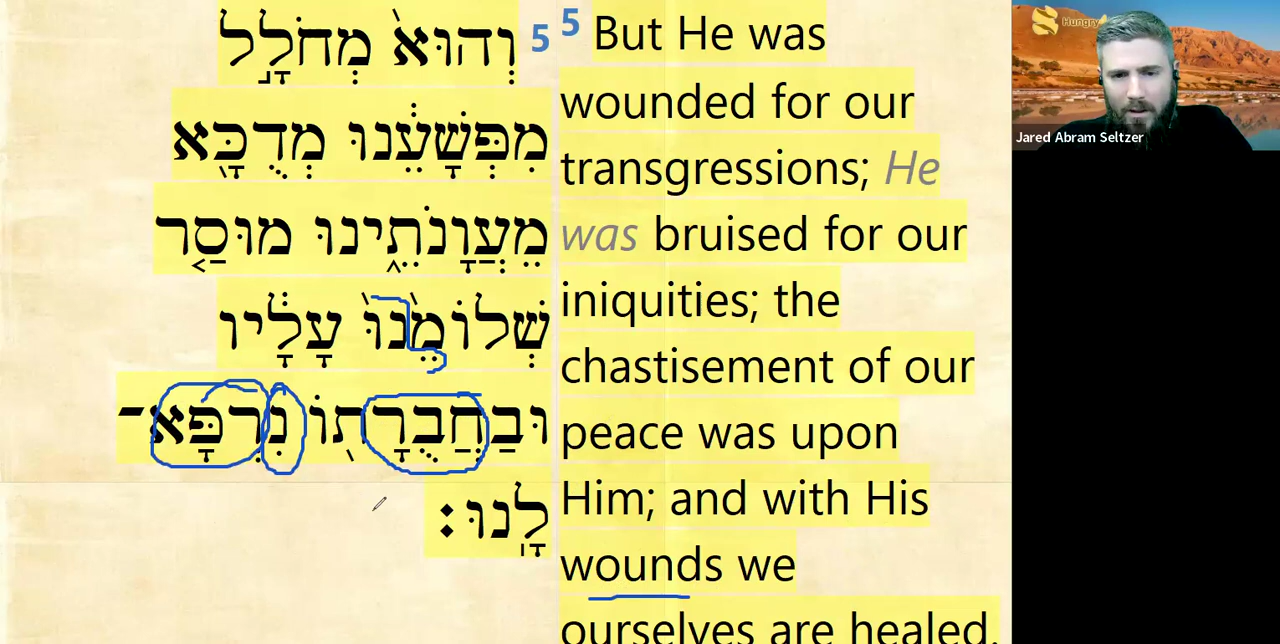 וְהוּא֙ מְחֹלָ֣ל 5
מִפְּשָׁעֵ֔נוּ מְדֻכָּ֖א
מֵעֲוֺנֹתֵ֑ינוּ מוּסַ֤ר
שְׁלוֹמֵ֙נוּ֙ עָלָ֔יו
וּבַחֲבֻרָת֖וֹ נִרְפָּא־
לָֽנוּ׃
5 But He was
wounded for our
transgressions; He
was bruised for our
iniquities; the
chastisement of our
peace was upon
Him; and with His
wounds we
ourselves are healed.
Hungry
Jared Abram Seltzer